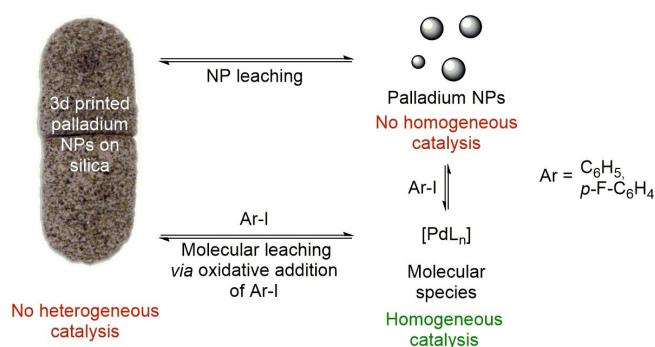 3d printed
palladium
NPs on
silica
No heterogeneous
catalysis
NP leaching
Ar-I
Molecular leaching
via oxidative addition
of Ar-I
Palladium NPs
No homogeneous
catalysis
Ar-I
[PdLn]
Molecular
species
Homogeneous
catalysis
Ar = C6H5,
p-F-C6H4